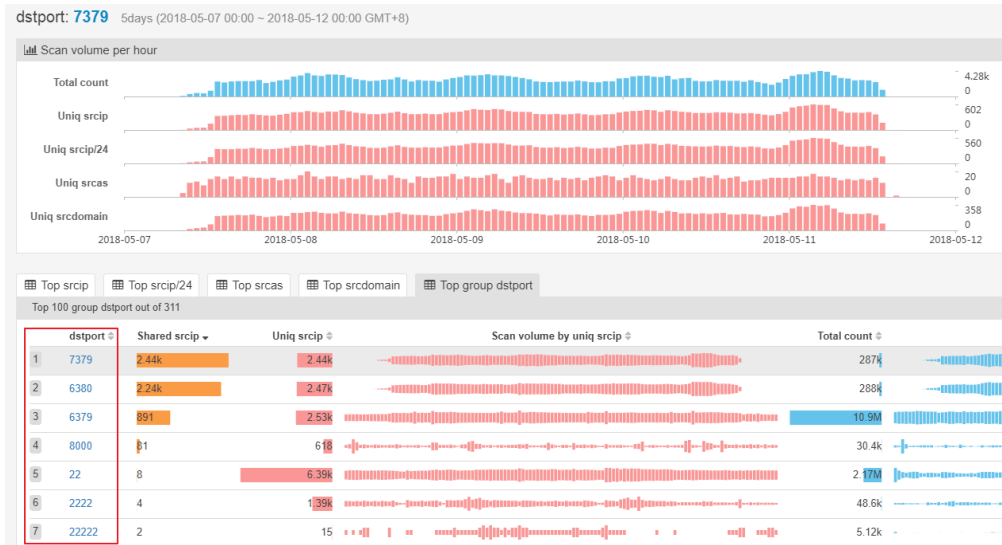 dstport: 7379 5days (2018-05-07 00:00 ~ 2018-05-12 00:00 GMT+8)
Scan volume per hour
Total count 4.28k
0
Uniq srcip 602
0
Uniq srcip/24 560
0
Uniq srcas 20
0
Uniq srcdomain 358
0
2018-05-07 2018-05-08 2018-05-09 2018-05-10 2018-05-11 2018-05-12
Top srcip Top srcip/24 Top srcas Top srcdomain Top group dstport
Top 100 group dstport out of 311
dstport Shared srcip Uniq srcip Scan volume by uniq srcip Total count
1 7379 2.44k 2.44k 287k
2 6380 2.24k 2.47k 288k
3 6379 891 2.53k 10.9M
4 8000 81 618 30.4k
5 22 8 6.39k 2.17M
6 2222 4 1.39k 48.6k
7 22222 2 15 5.12k